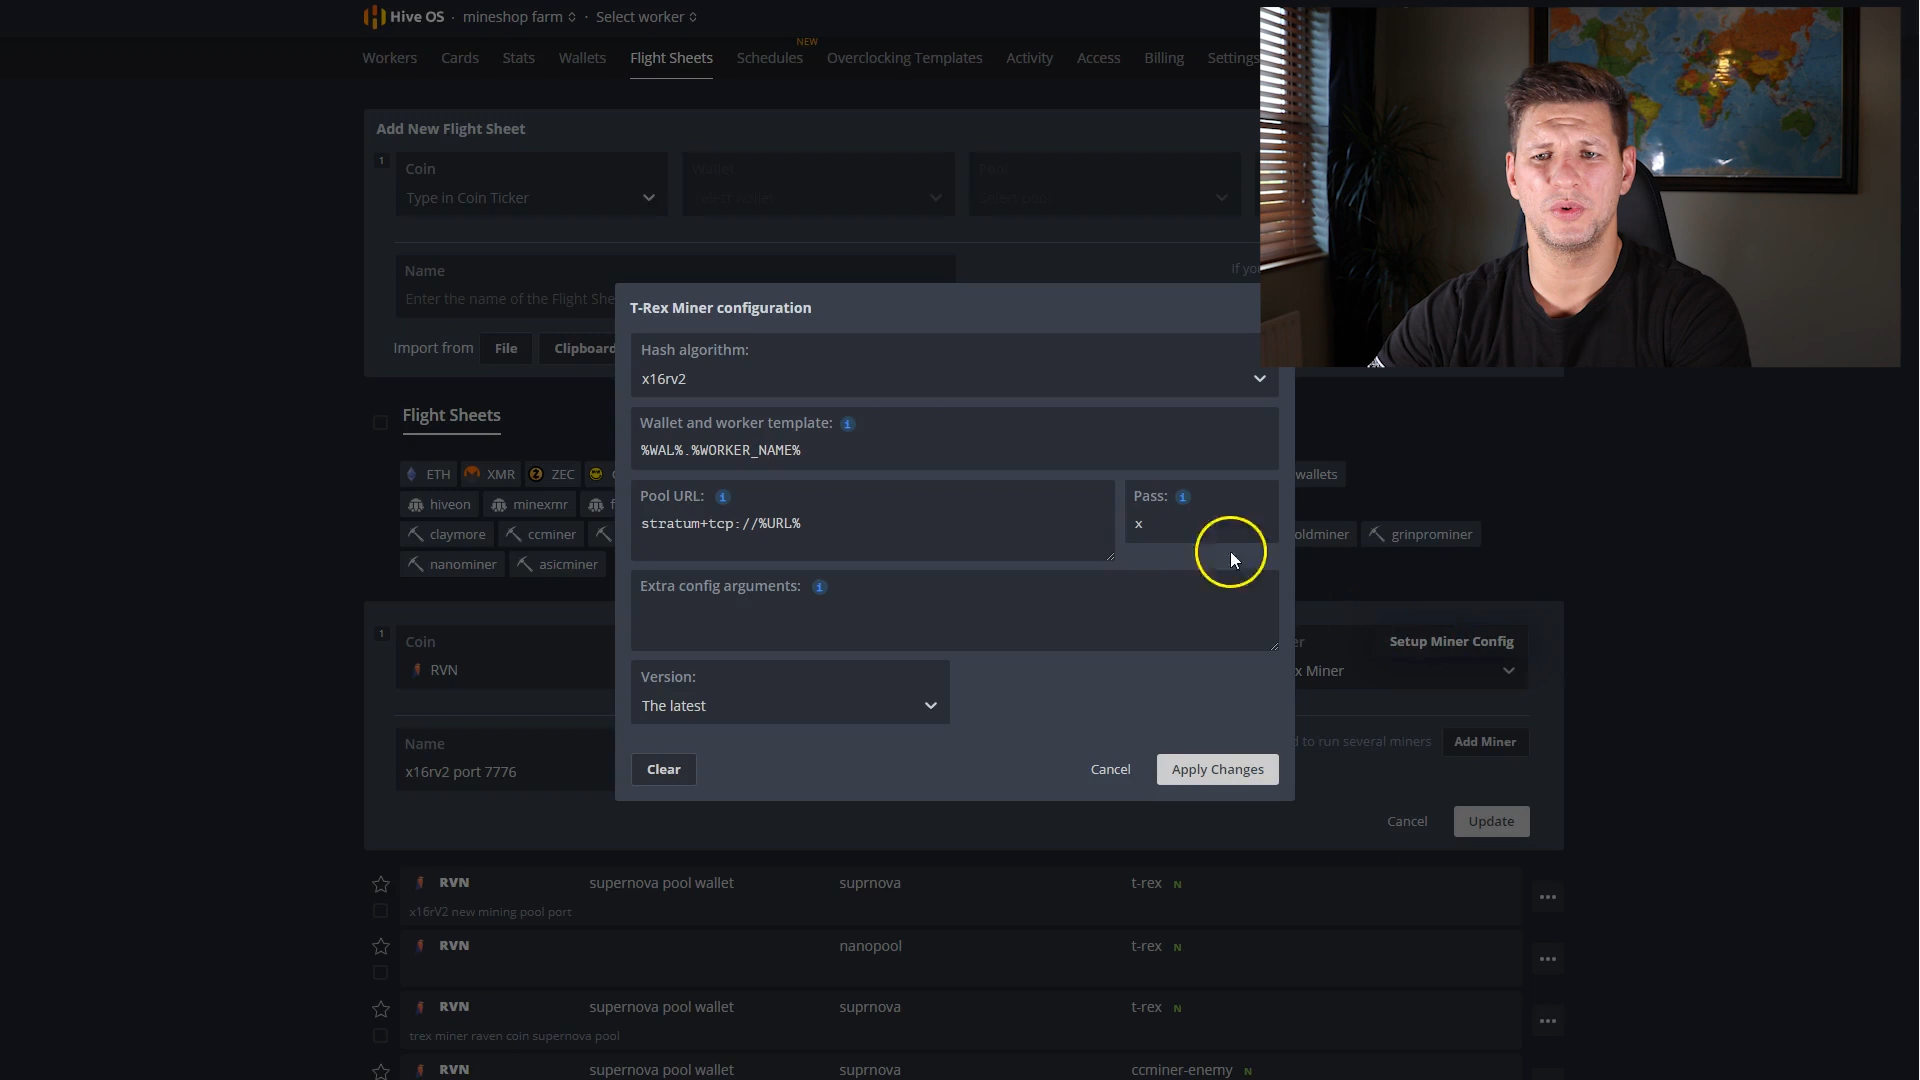 Hive OS · mineshop farm · Select worker
NEW
Workers Cards Stats Wallets Flight Sheets Schedules Overclocking Templates Activity Access Billing Settings
Add New Flight Sheet
1 Coin Wallet Pool
Type in Coin Ticker Select wallet Select pool
Name If you
Enter the name of the Flight She
Import from File Clipboard
T-Rex Miner configuration
Hash algorithm:
x16rv2
Wallet and worker template: i
%WAL%.%WORKER_NAME%
Pool URL: i Pass: i
stratum+tcp://%URL% x
Extra config arguments: i
Version:
The latest
Clear Cancel Apply Changes
Flight Sheets
ETH XMR ZEC wallets
hiveon minexmr f
claymore ccminer oldminer grinprominer
nanominer asicminer
1 Coin er Setup Miner Config
RVN x Miner
Name d to run several miners Add Miner
x16rv2 port 7776
Cancel Update
RVN supernova pool wallet suprnova t-rex N
x16rV2 new mining pool port
RVN nanopool t-rex N
RVN supernova pool wallet suprnova t-rex N
trex miner raven coin supernova pool
RVN supernova pool wallet suprnova ccminer-enemy N